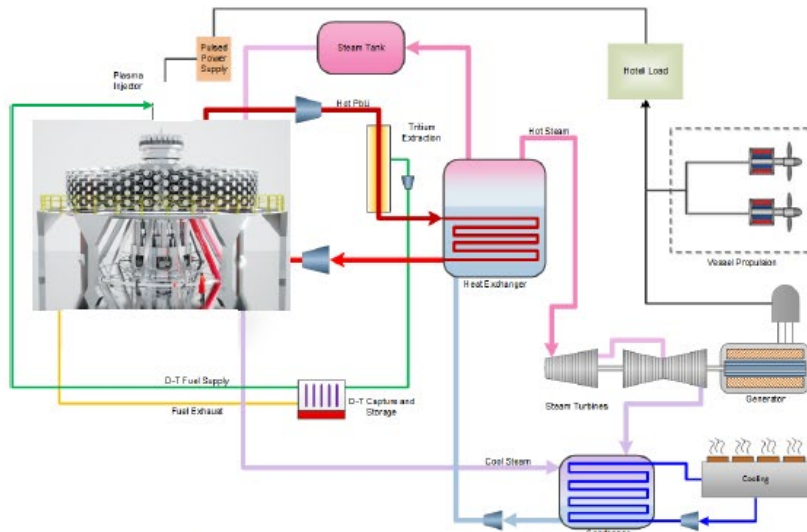 Pulsed
Power
Supply
Steam Tank
Plasma
Injector
Hot PbLi
Hotel Load
Tritium
Extraction
Hot Steam
Vessel Propulsion
Heat Exchanger
D-T Fuel Supply
Fuel Exhaust
D-T Capture and
Storage
Steam Turbines
Generator
Cool Steam
Cooling